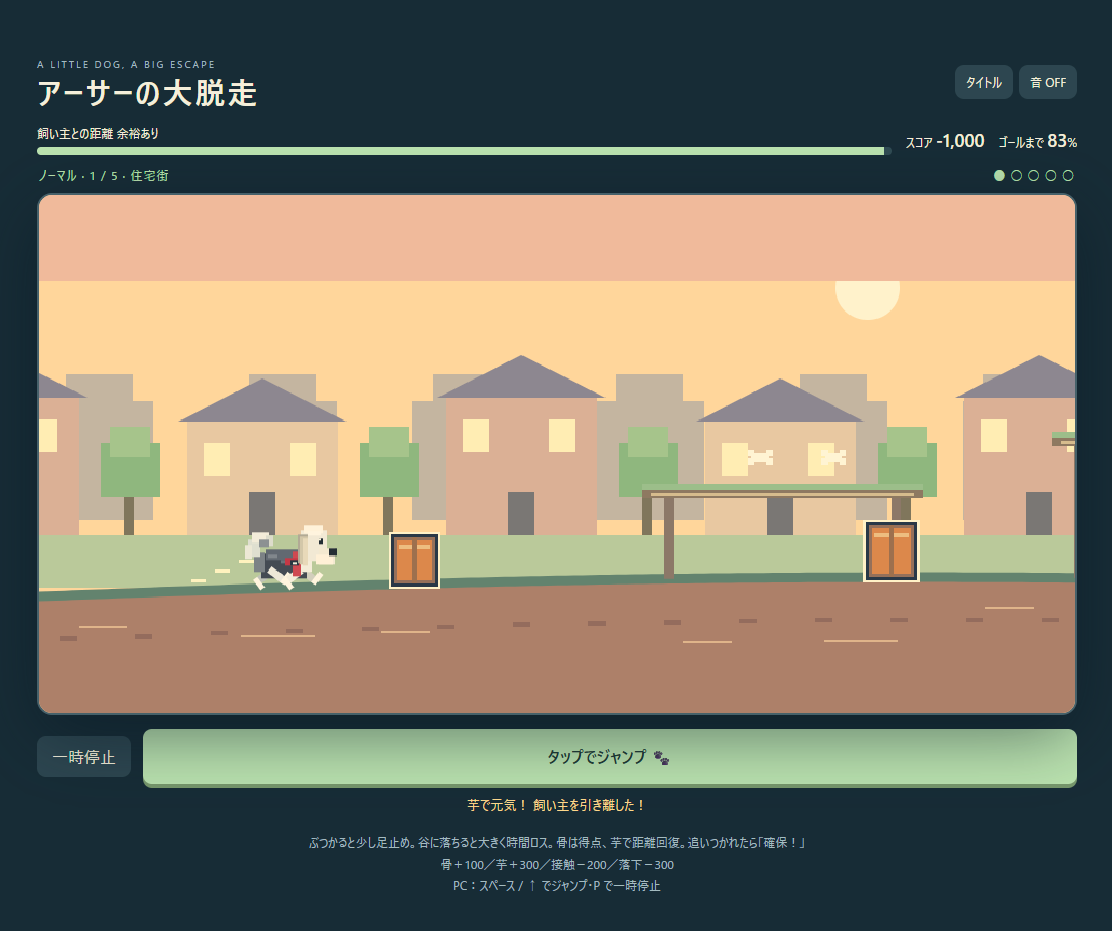 A LITTLE DOG, A BIG ESCAPE
アーサーの大脱走
タイトル
音 OFF
飼い主との距離 余裕あり
スコア -1,000 ゴールまで 83%
ノーマル · 1 / 5 · 住宅街
一時停止
タップでジャンプ 🐾
芋で元気！ 飼い主を引き離した！
ぶつかると少し足止め。谷に落ちると大きく時間ロス。骨は得点、芋で距離回復。追いつかれたら「確保！」
骨＋100／芋＋300／接触－200／落下－300
PC：スペース / ↑ でジャンプ・P で一時停止